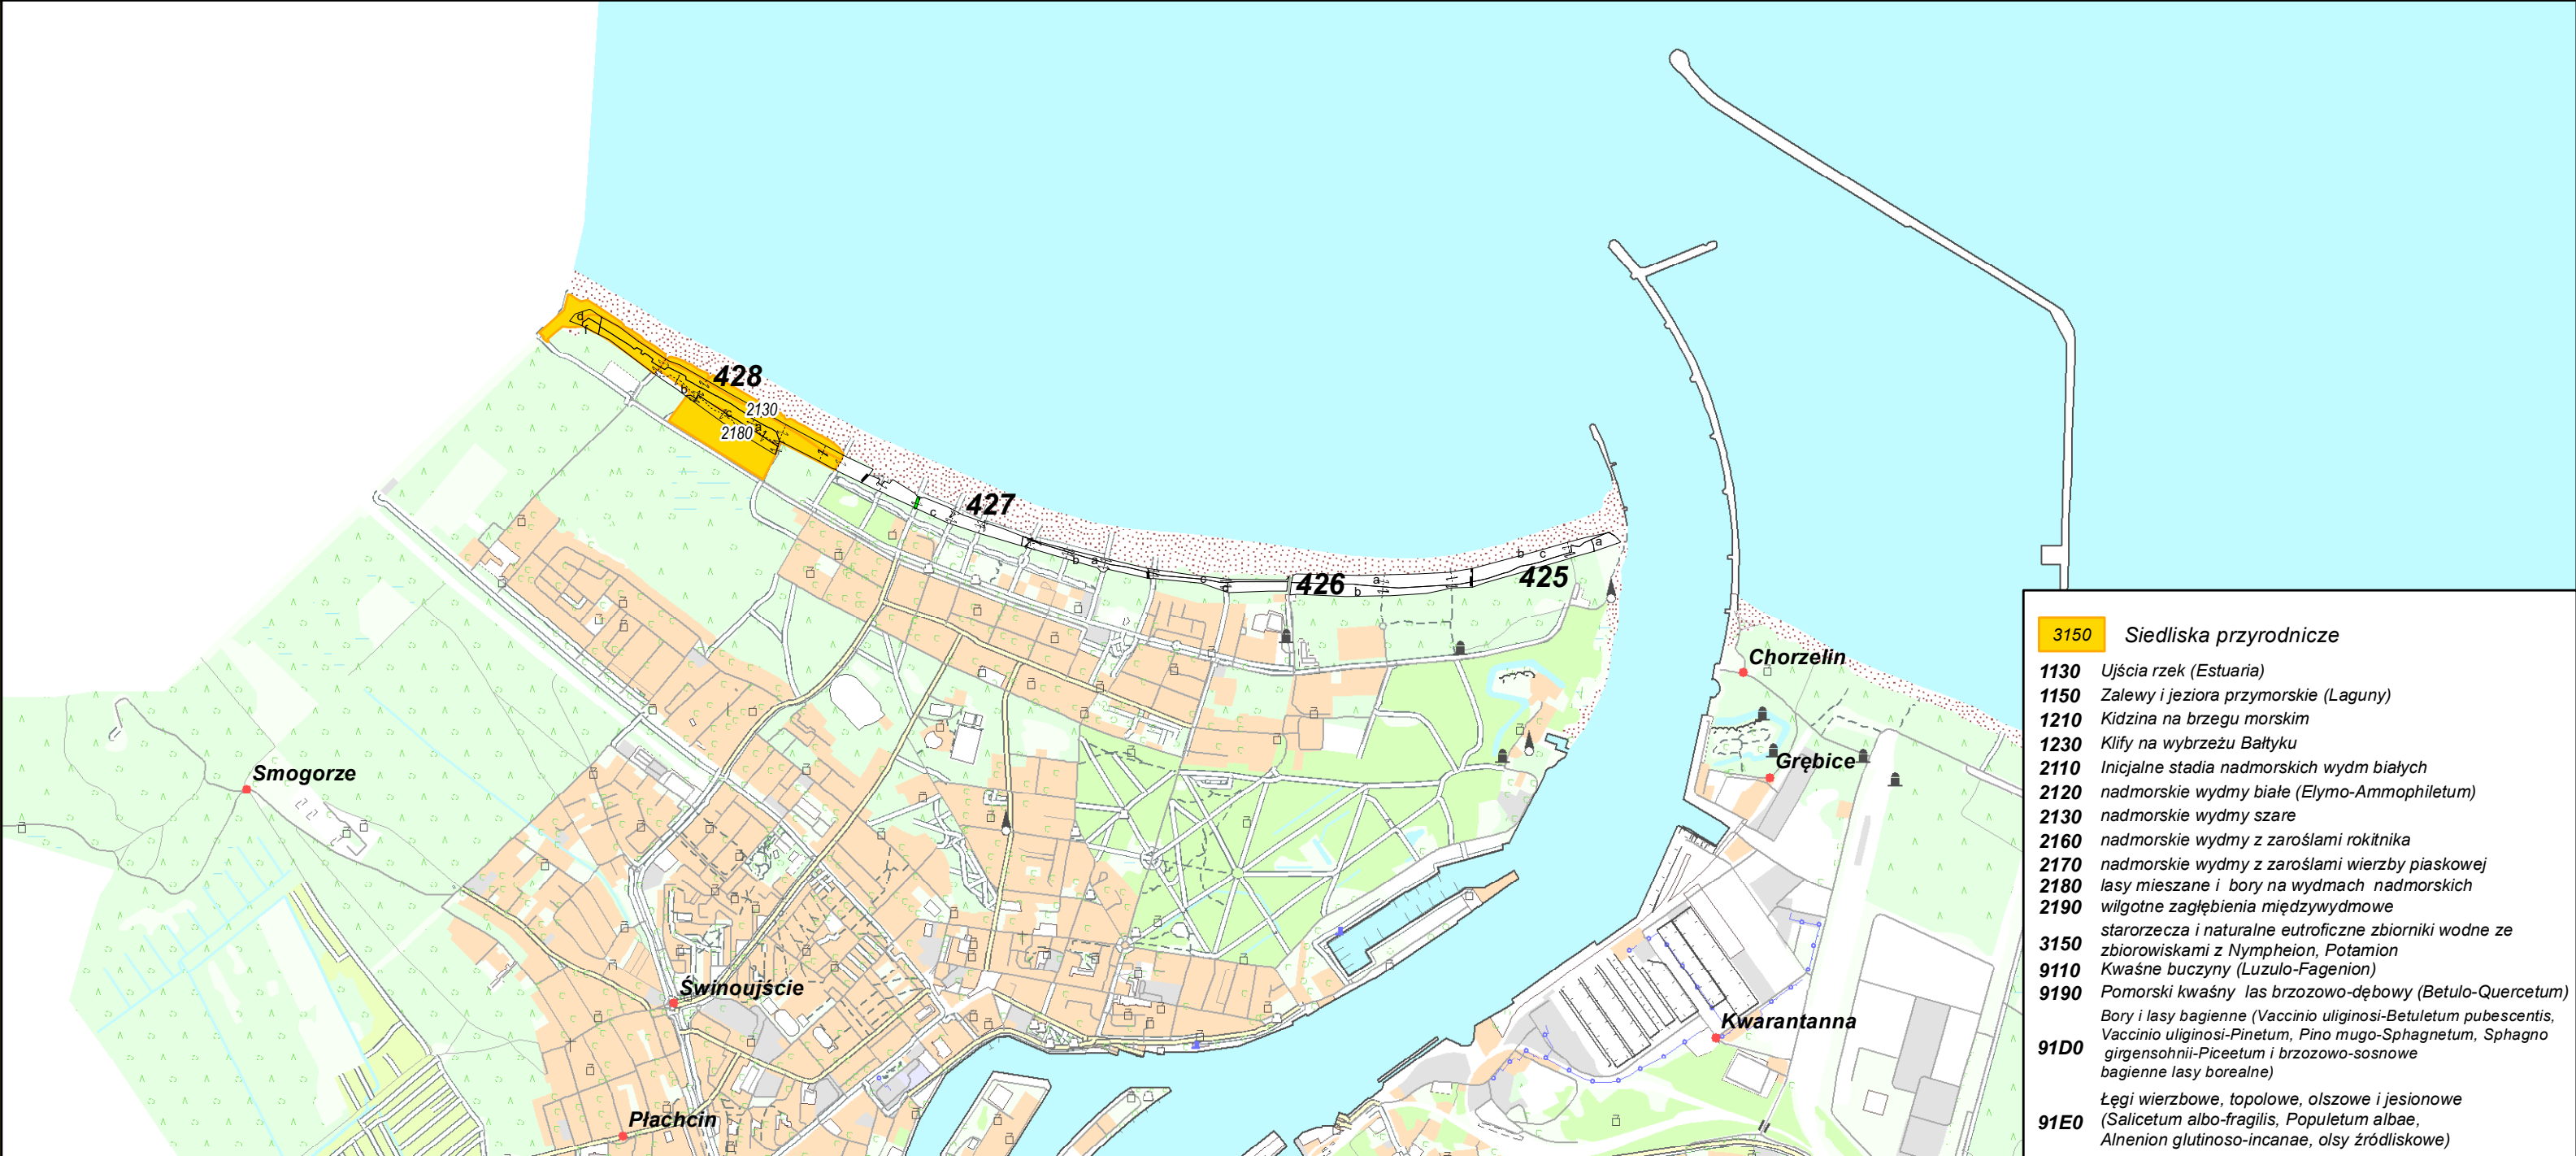 d
f
428
b
2130
c
a
2180
427
c
b a
c
d
426
a
b
b c
a
425
Chorzelin
Grębice
Smogorze
Świnoujście
Kwarantanna
Płachcin
3150 Siedliska przyrodnicze
1130 Ujścia rzek (Estuaria)
1150 Zalewy i jeziora przymorskie (Laguny)
1210 Kidzina na brzegu morskim
1230 Klify na wybrzeżu Bałtyku
2110 Inicjalne stadia nadmorskich wydm białych
2120 nadmorskie wydmy białe (Elymo-Ammophiletum)
2130 nadmorskie wydmy szare
2160 nadmorskie wydmy z zaroślami rokitnika
2170 nadmorskie wydmy z zaroślami wierzby piaskowej
2180 lasy mieszane i bory na wydmach nadmorskich
2190 wilgotne zagłębienia międzywydmowe
3150 starorzecza i naturalne eutroficzne zbiorniki wodne ze
zbiorowiskami z Nympheion, Potamion
9110 Kwaśne buczyny (Luzulo-Fagenion)
9190 Pomorski kwaśny las brzozowo-dębowy (Betulo-Quercetum)
91D0 Bory i lasy bagienne (Vaccinio uliginosi-Betuletum pubescentis,
Vaccinio uliginosi-Pinetum, Pino mugo-Sphagnetum, Sphagno
girgensohnii-Piceetum i brzozowo-sosnowe
bagienne lasy borealne)
91E0 Łęgi wierzbowe, topolowe, olszowe i jesionowe
(Salicetum albo-fragilis, Populetum albae,
Alnenion glutinoso-incanae, olsy źródliskowe)